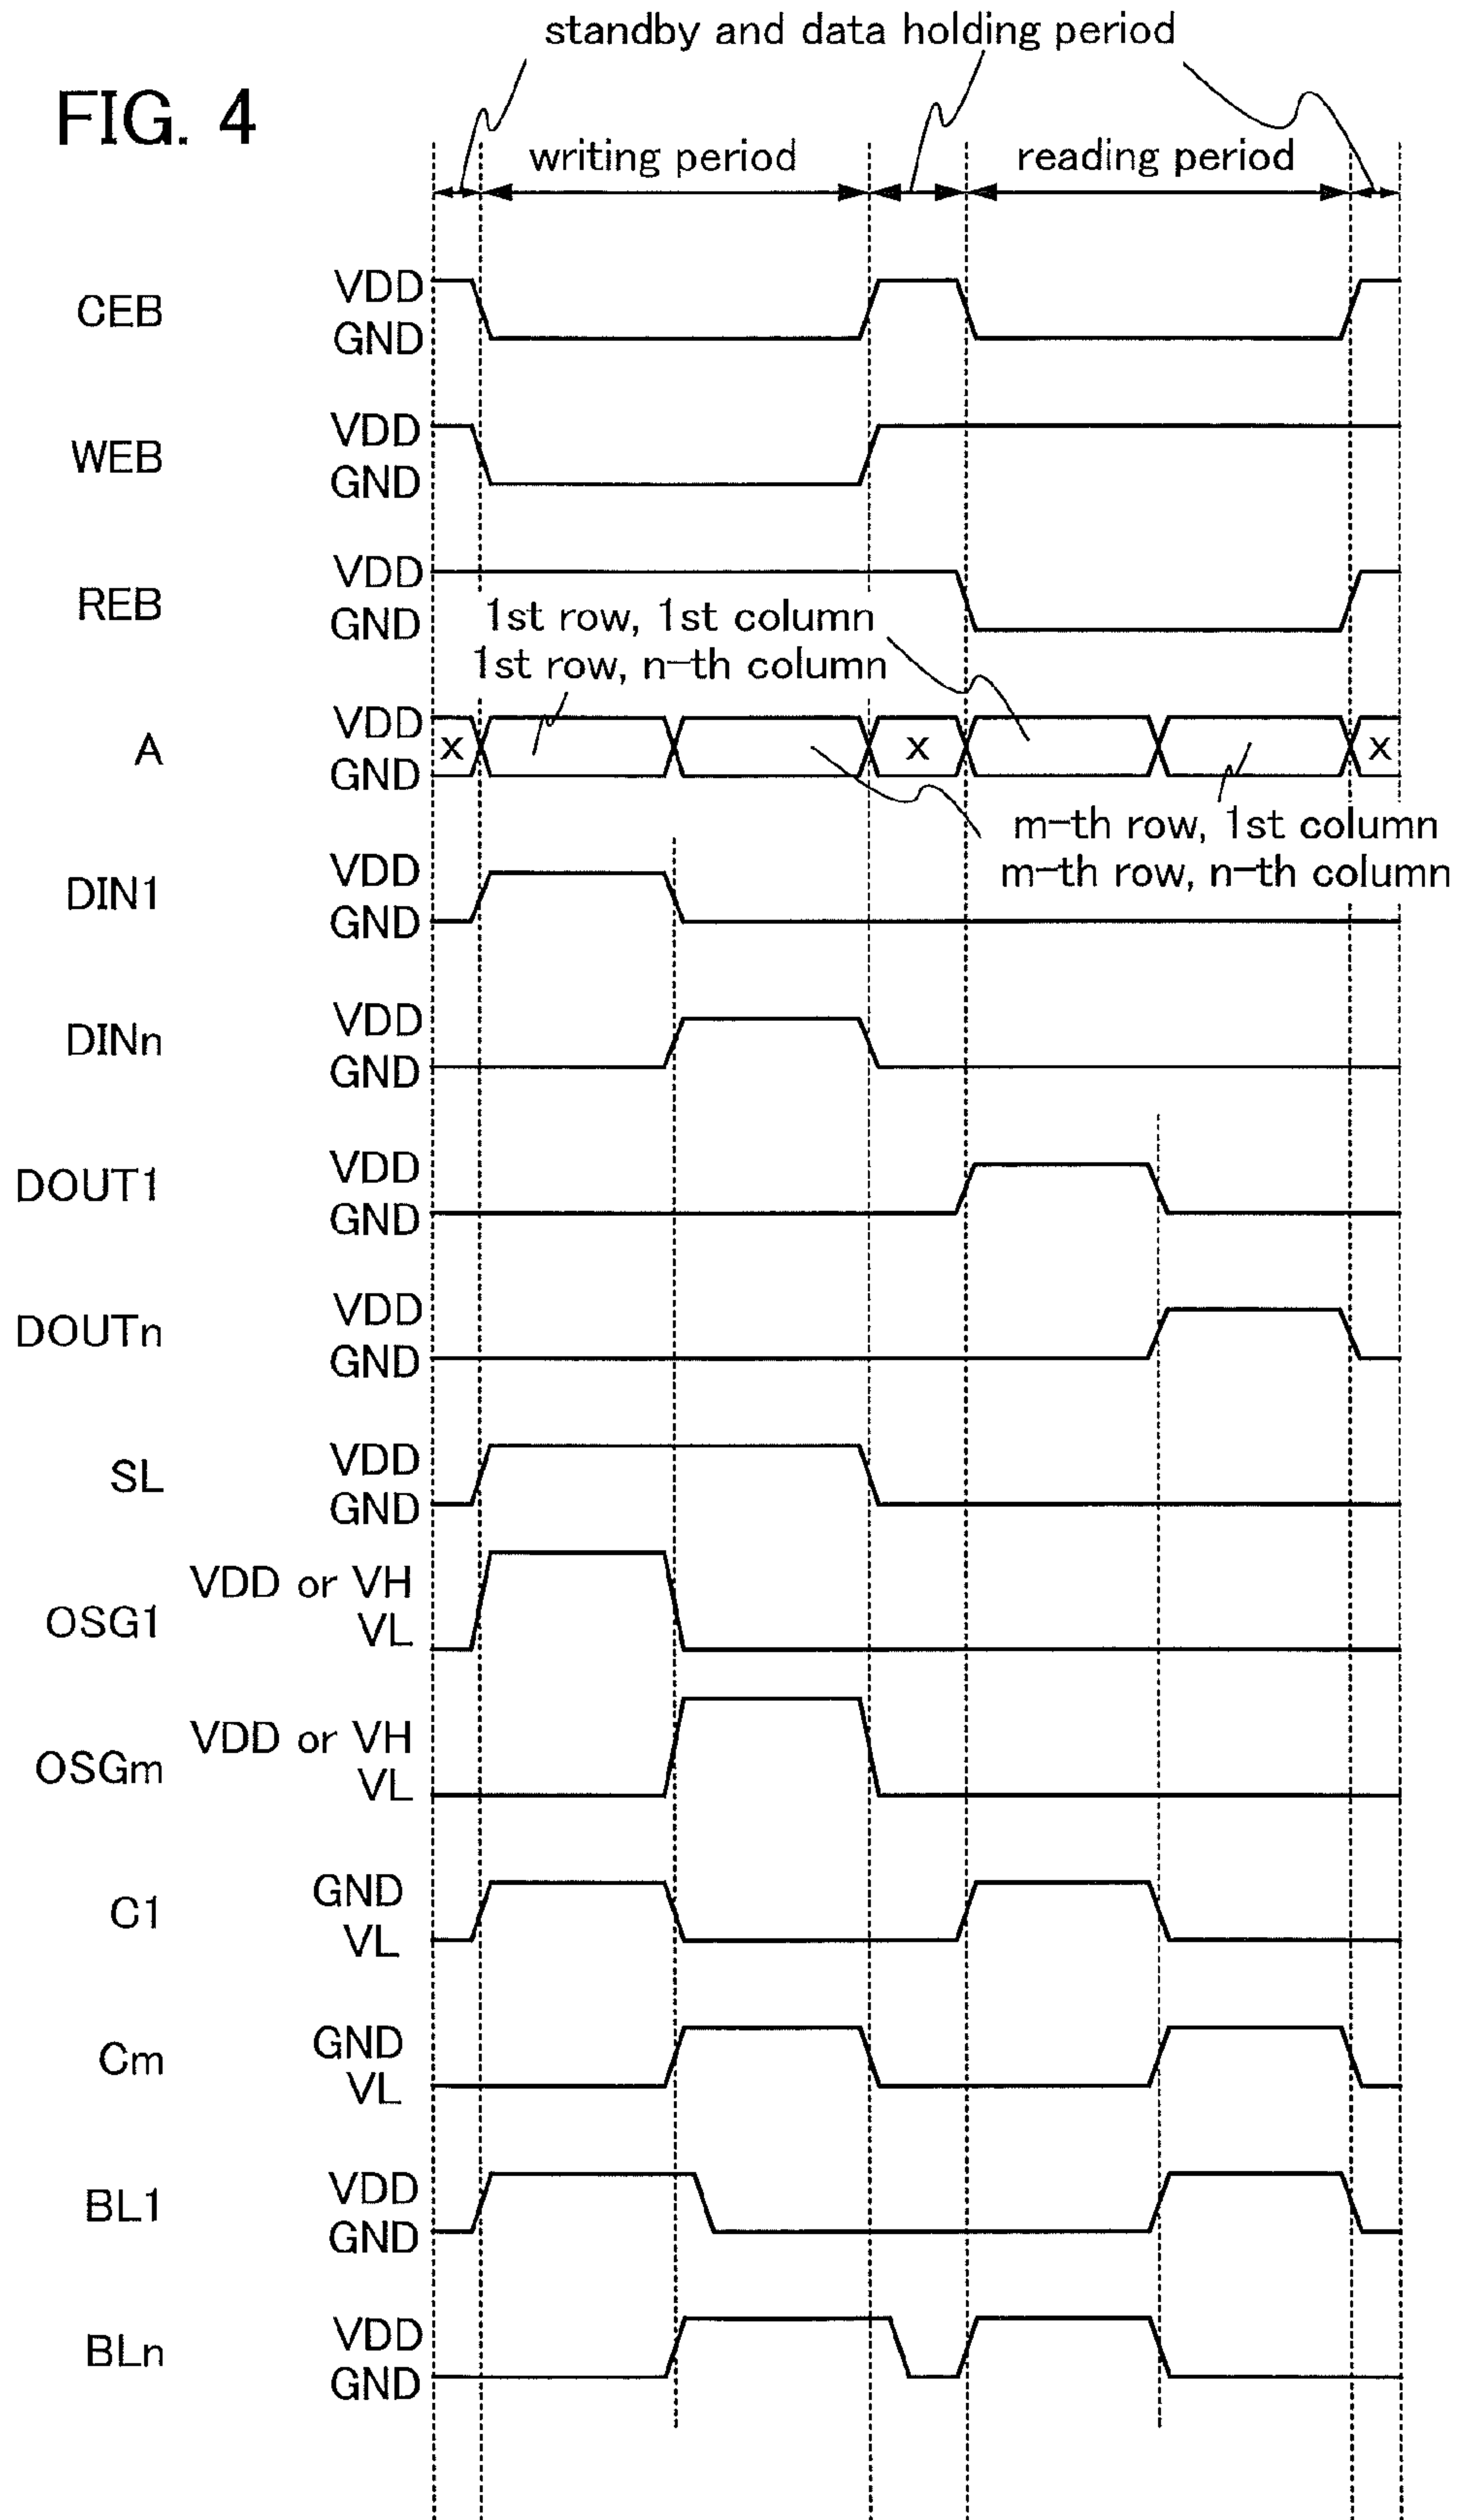 standby and data holding period
FIG. 4
writing period
reading period
CEB
VDD
GND
WEB
VDD
GND
REB
VDD
GND
1st row, 1st column
1st row, n-th column
A
VDD
GND
x
x
x
m-th row, 1st column
m-th row, n-th column
DIN1
VDD
GND
DINn
VDD
GND
DOUT1
VDD
GND
DOUTn
VDD
GND
SL
VDD
GND
OSG1
VDD or VH
VL
OSGm
VDD or VH
VL
C1
GND
VL
Cm
GND
VL
BL1
VDD
GND
BLn
VDD
GND